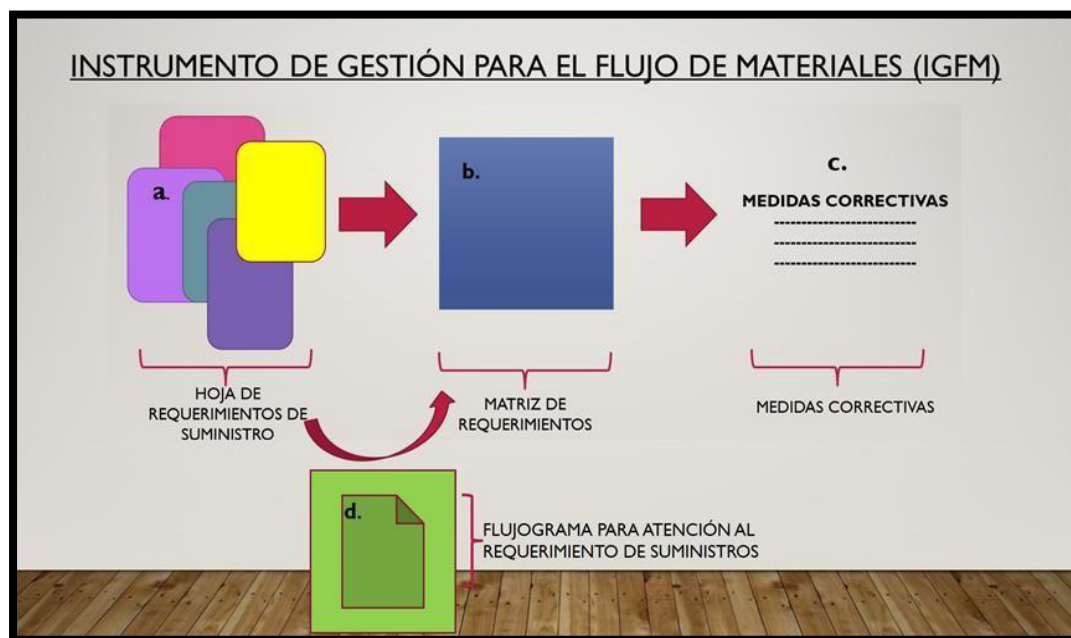 INSTRUMENTO DE GESTIÓN PARA EL FLUJO DE MATERIALES (IGFM)
a.
b.
c.
MEDIDAS CORRECTIVAS
----------------------------
----------------------------
----------------------------
HOJA DE
REQUERIMIENTOS DE
SUMINISTRO
MATRIZ DE
REQUERIMIENTOS
MEDIDAS CORRECTIVAS
d.
FLUJOGRAMA PARA ATENCIÓN AL
REQUERIMIENTO DE SUMINISTROS